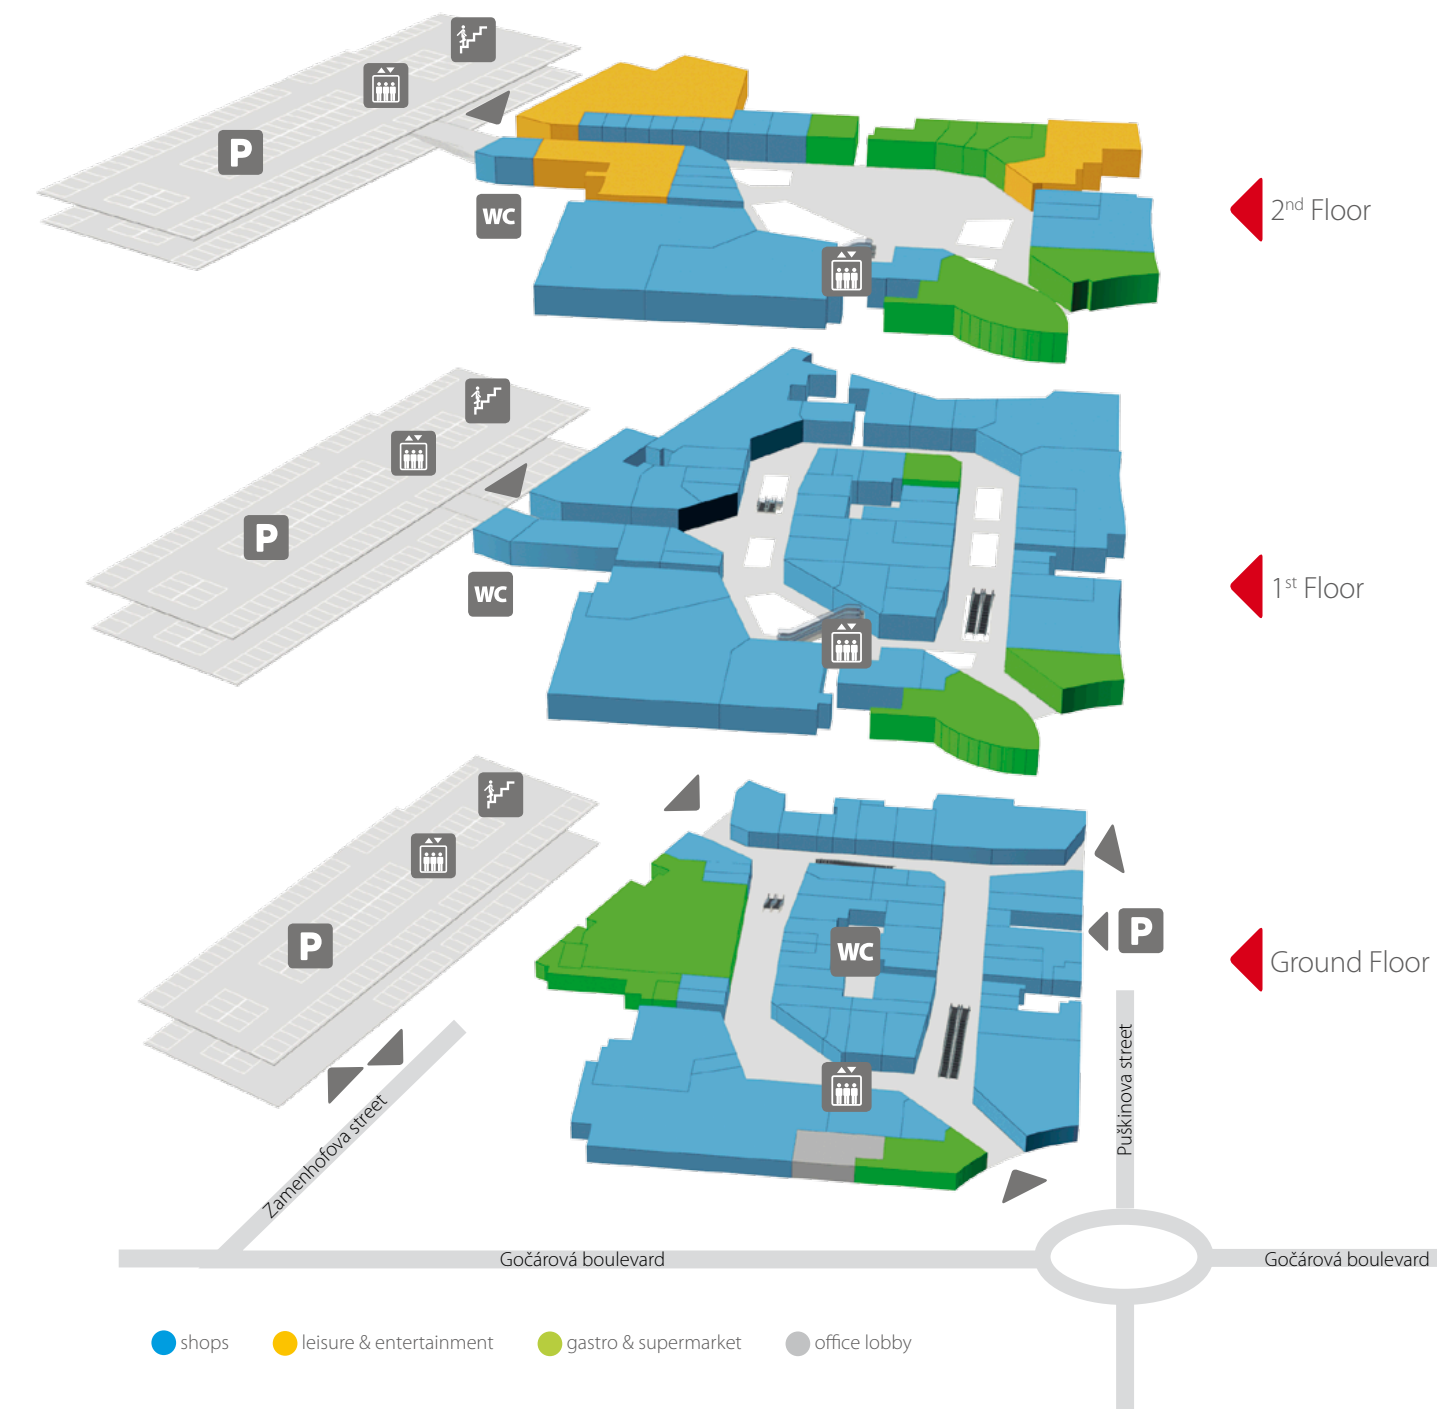 P
WC
2nd Floor
P
WC
1st Floor
P
WC
P
Ground Floor
Zamenhofova street
Puškinova street
Gočárová boulevard
Gočárová boulevard
shops
leisure & entertainment
gastro & supermarket
office lobby